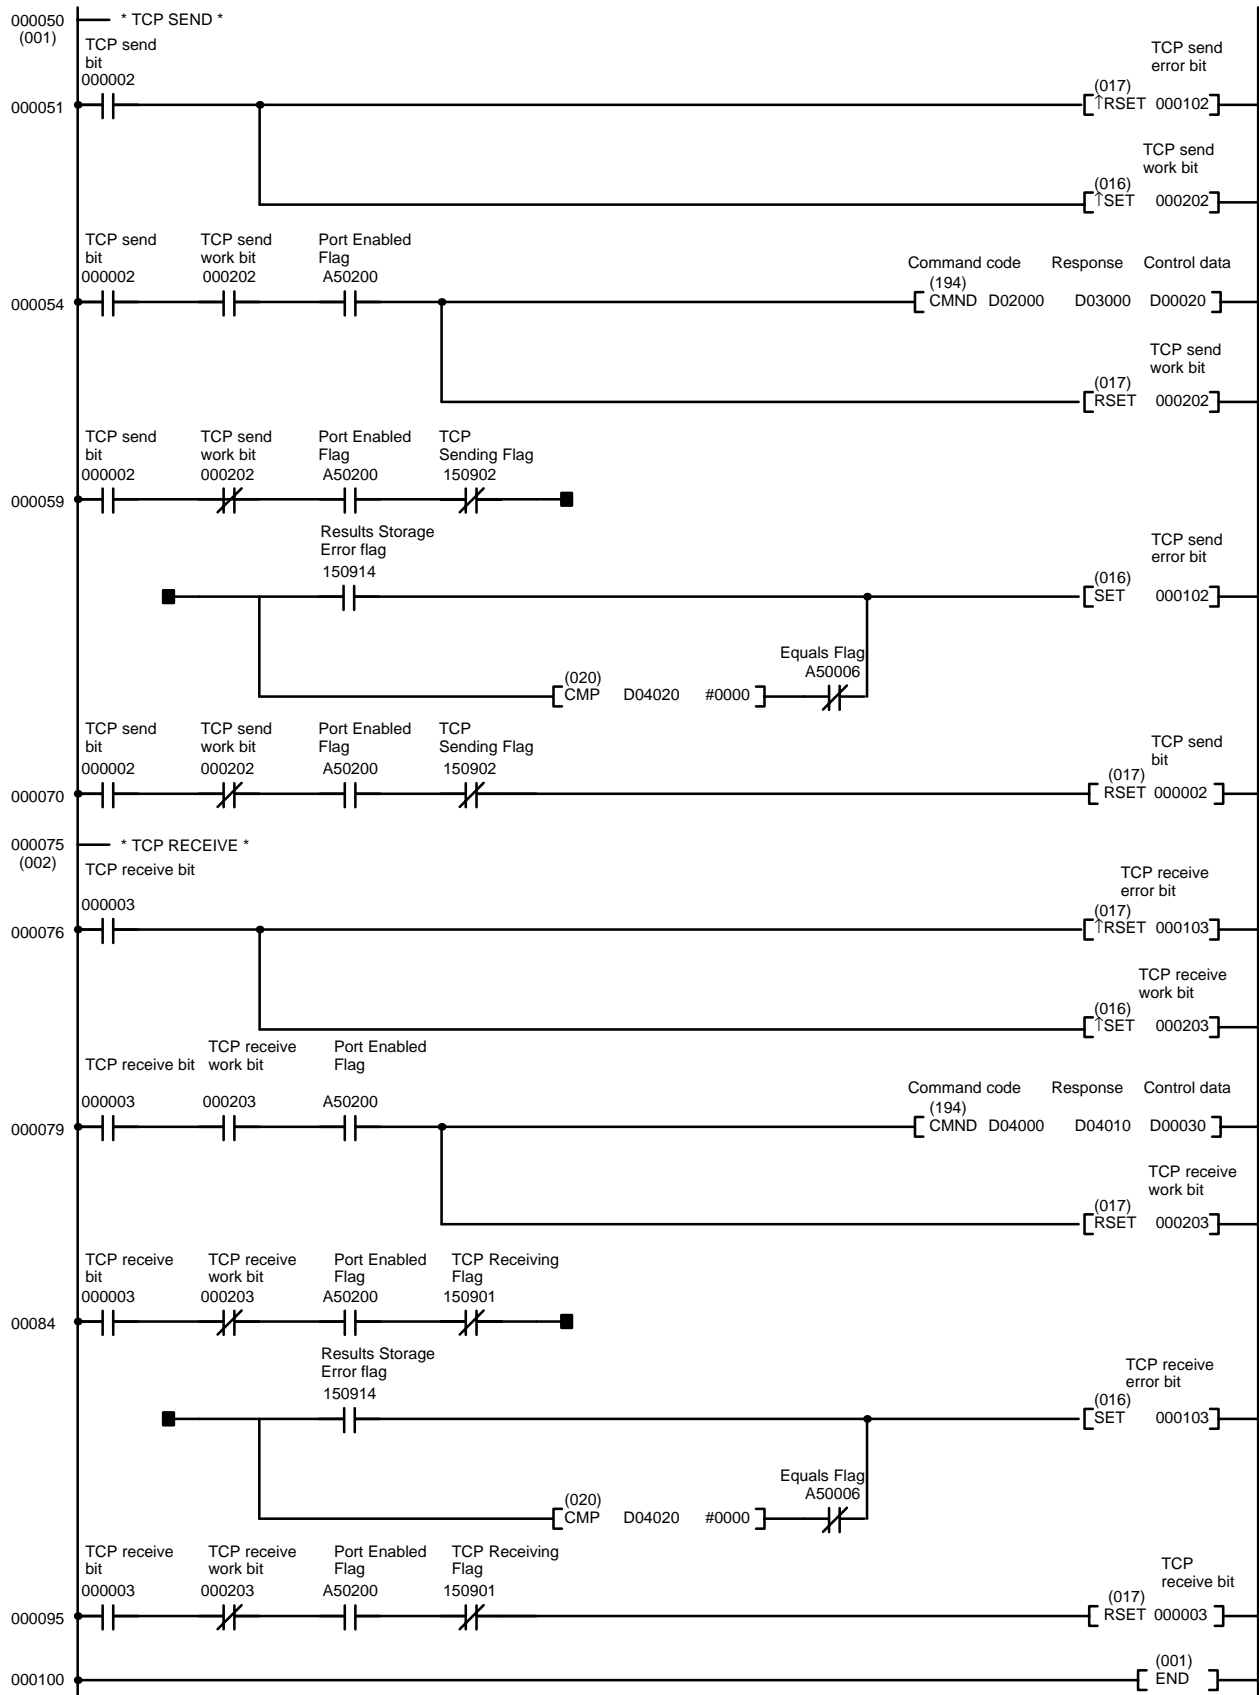 000050 * TCP SEND *
(001)
TCP send TCP send
bit error bit
000002 (017)
000051 ↑RSET 000102
TCP send
work bit
(016)
↑SET 000202
TCP send TCP send Port Enabled
bit work bit Flag Command code Response Control data
000002 000202 A50200 (194)
000054 CMND D02000 D03000 D00020
TCP send
work bit
(017)
RSET 000202
TCP send TCP send Port Enabled TCP
bit work bit Flag Sending Flag
000002 000202 A50200 150902
000059
Results Storage TCP send
Error flag error bit
150914 (016)
SET 000102
Equals Flag
(020) A50006
CMP D04020 #0000
TCP send TCP send Port Enabled TCP TCP send
bit work bit Flag Sending Flag bit
000002 000202 A50200 150902 (017)
000070 RSET 000002
000075 * TCP RECEIVE *
(002)
TCP receive bit TCP receive
error bit
000003 (017)
000076 ↑RSET 000103
TCP receive
work bit
(016)
↑SET 000203
TCP receive Port Enabled
TCP receive bit work bit Flag
Command code Response Control data
000003 000203 A50200 (194)
000079 CMND D04000 D04010 D00030
TCP receive
work bit
(017)
RSET 000203
TCP receive TCP receive Port Enabled TCP Receiving
bit work bit Flag Flag
000003 000203 A50200 150901
00084
Results Storage TCP receive
Error flag error bit
150914 (016)
SET 000103
Equals Flag
(020) A50006
CMP D04020 #0000
TCP receive TCP receive Port Enabled TCP Receiving TCP
bit work bit Flag Flag receive bit
000003 000203 A50200 150901 (017)
000095 RSET 000003
(001)
000100 END